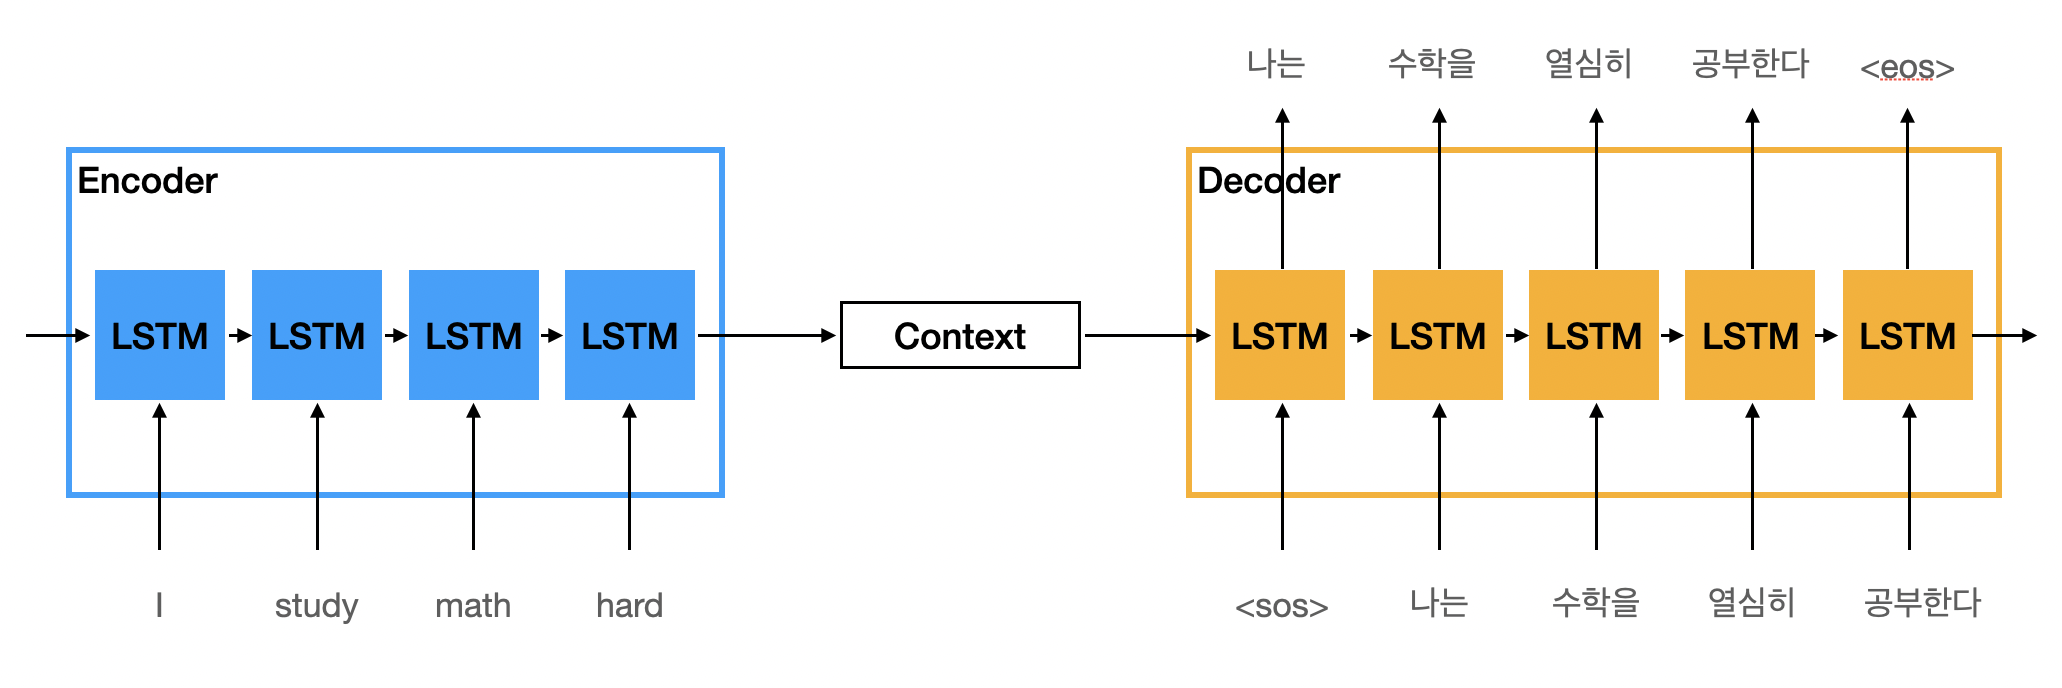 나는 수학을 열심히 공부한다 <eos>
Encoder
Decoder
LSTM LSTM LSTM LSTM
Context
LSTM LSTM LSTM LSTM LSTM
I study math hard
<sos> 나는 수학을 열심히 공부한다